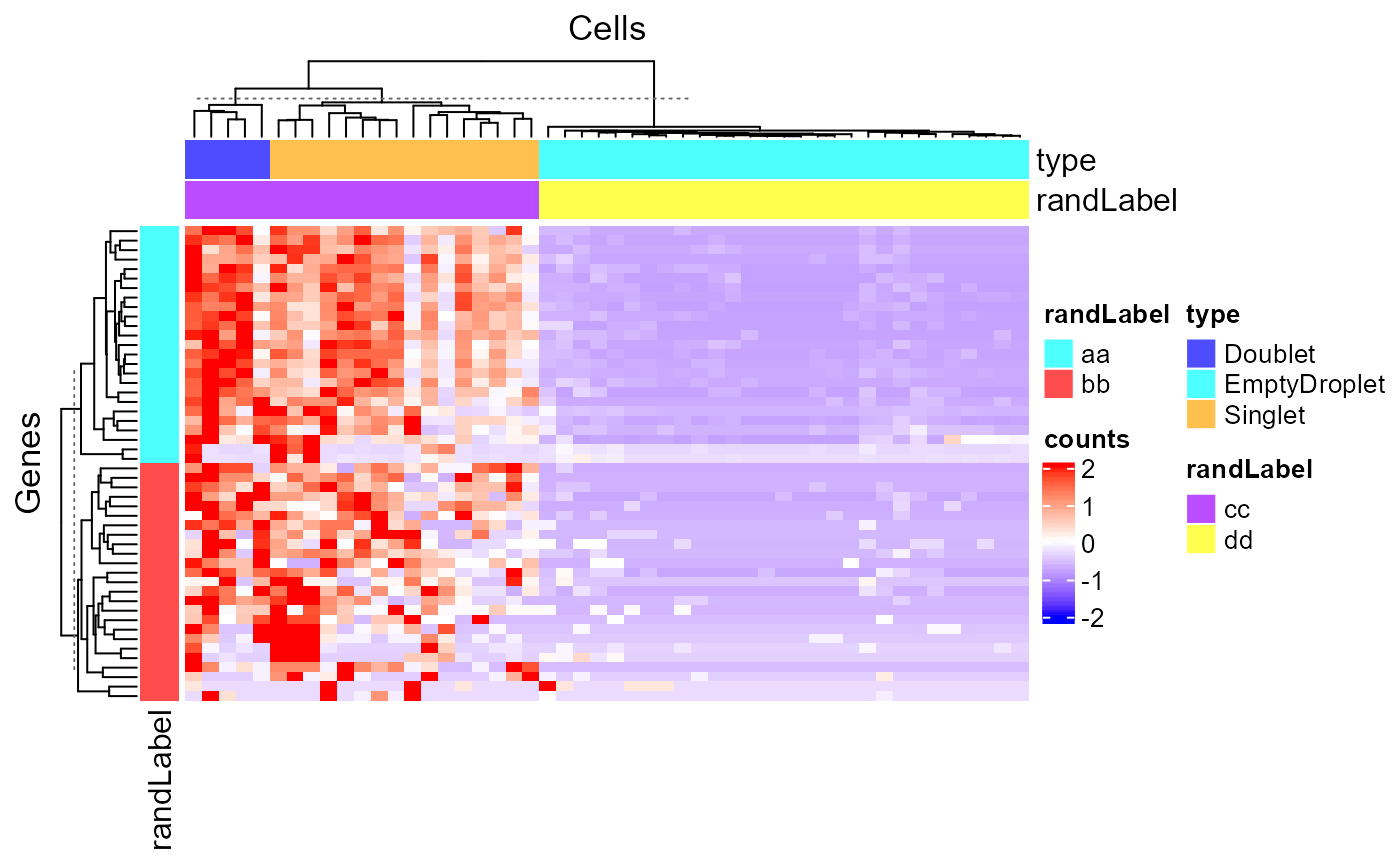 Cells
type
randLabel
Genes
randLabel
randLabel
aa
bb
counts
2
1
0
-1
-2
type
Doublet
EmptyDroplet
Singlet
randLabel
cc
dd